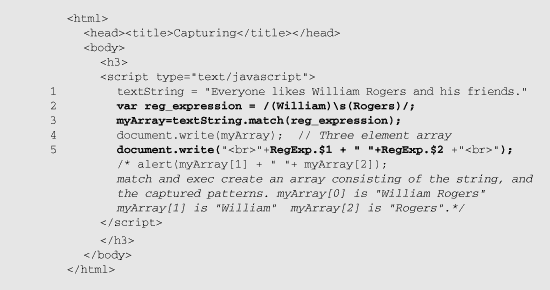 <html>
<head><title>Capturing</title></head>
<body>
<h3>
<script type="text/javascript">
1 textString = "Everyone likes William Rogers and his friends."
2 var reg_expression = /(William)\s(Rogers)/;
3 myArray=textString.match(reg_expression);
4 document.write(myArray); // Three element array
5 document.write("<br>"+RegExp.$1 + " "+RegExp.$2 +"<br>");
/* alert(myArray[1] + " "+ myArray[2]);
match and exec create an array consisting of the string, and
the captured patterns. myArray[0] is "William Rogers"
myArray[1] is "William" myArray[2] is "Rogers".*/
</script>
</h3>
</body>
</html>